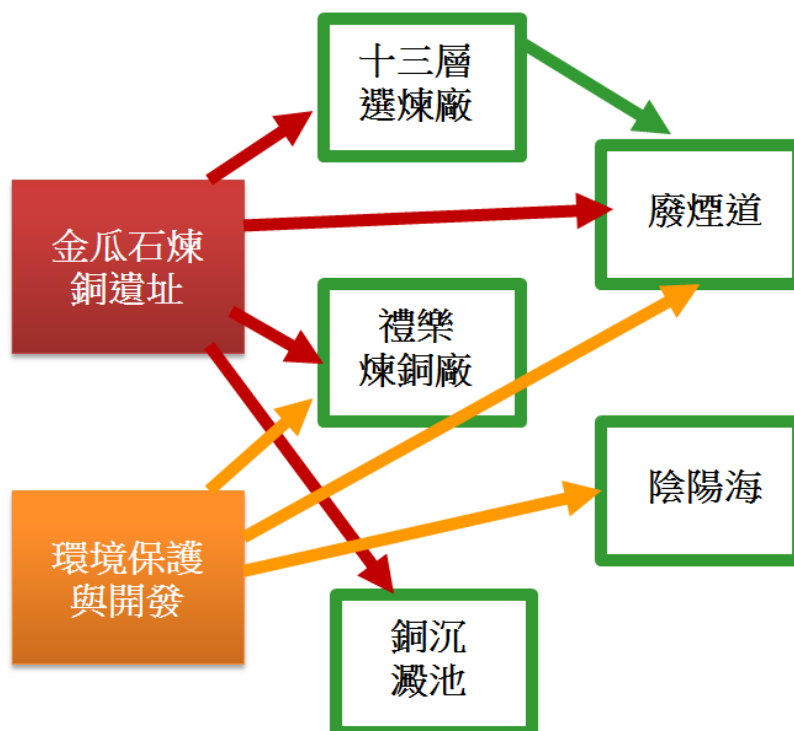 十三層
選煉廠
廢煙道
金瓜石煉
銅遺址
禮樂
煉銅廠
陰陽海
環境保護
與開發
銅沉
澱池